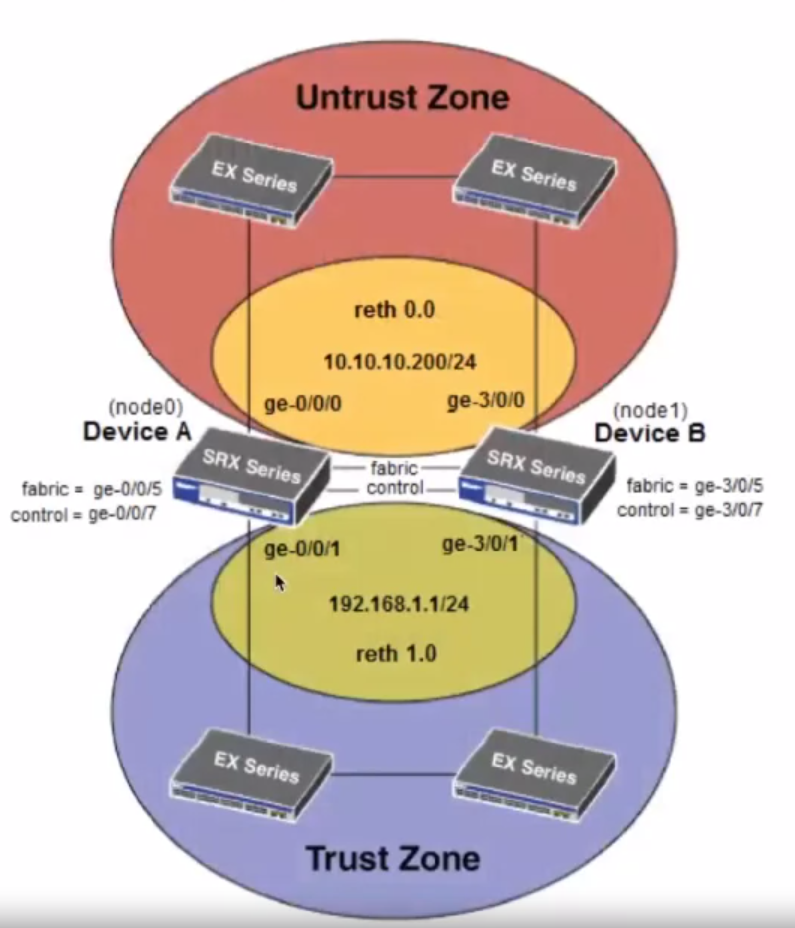 Untrust Zone
EX Series
EX Series
reth 0.0
10.10.10.200/24
ge-0/0/0
ge-3/0/0
(node0)
Device A
(node1)
Device B
SRX Series
SRX Series
fabric
control
fabric = ge-0/0/5
control = ge-0/0/7
fabric = ge-3/0/5
control = ge-3/0/7
ge-0/0/1
ge-3/0/1
192.168.1.1/24
reth 1.0
EX Series
EX Series
Trust Zone